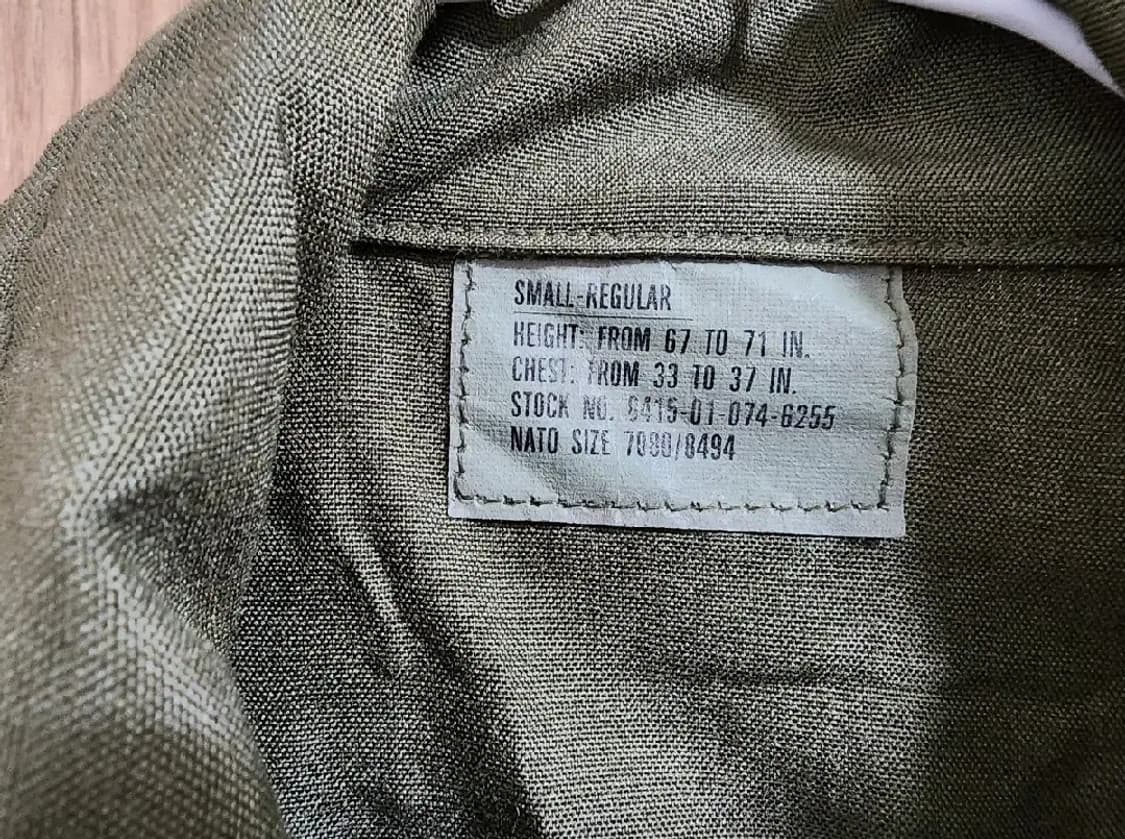 SMALL-REGULAR
HEIGHT: FROM 67 TO 71 IN.
CHEST: FROM 33 TO 37 IN.
STOCK NO. 8415-01-074-6255
NATO SIZE 7080/8494